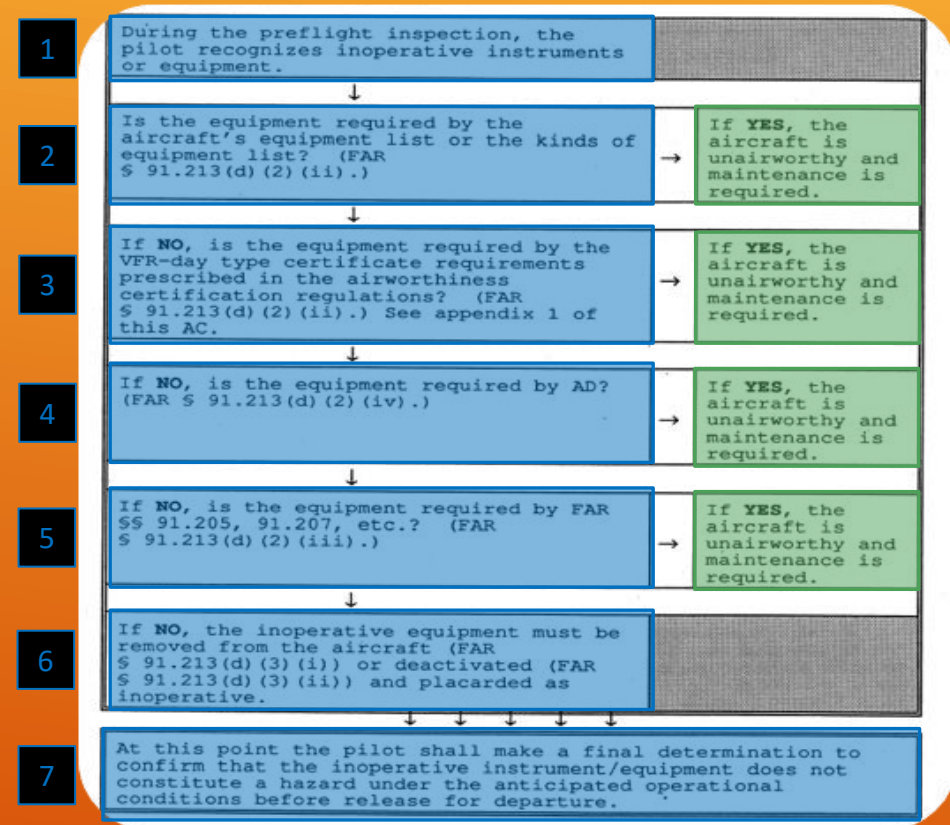 1
During the preflight inspection, the
pilot recognizes inoperative instruments
or equipment.
↓
2
Is the equipment required by the
aircraft's equipment list or the kinds of
equipment list? (FAR
§ 91.213(d)(2)(ii).)
→
If YES, the
aircraft is
unairworthy and
maintenance is
required.
↓
3
If NO, is the equipment required by the
VFR-day type certificate requirements
prescribed in the airworthiness
certification regulations? (FAR
§ 91.213(d)(2)(ii).) See appendix 1 of
this AC.
→
If YES, the
aircraft is
unairworthy and
maintenance is
required.
↓
4
If NO, is the equipment required by AD?
(FAR § 91.213(d)(2)(iv).)
→
If YES, the
aircraft is
unairworthy and
maintenance is
required.
↓
5
If NO, is the equipment required by FAR
§§ 91.205, 91.207, etc.? (FAR
§ 91.213(d)(2)(iii).)
→
If YES, the
aircraft is
unairworthy and
maintenance is
required.
↓
6
If NO, the inoperative equipment must be
removed from the aircraft (FAR
§ 91.213(d)(3)(i)) or deactivated (FAR
§ 91.213(d)(3)(ii)) and placarded as
inoperative.
↓ ↓ ↓ ↓ ↓
7
At this point the pilot shall make a final determination to
confirm that the inoperative instrument/equipment does not
constitute a hazard under the anticipated operational
conditions before release for departure.